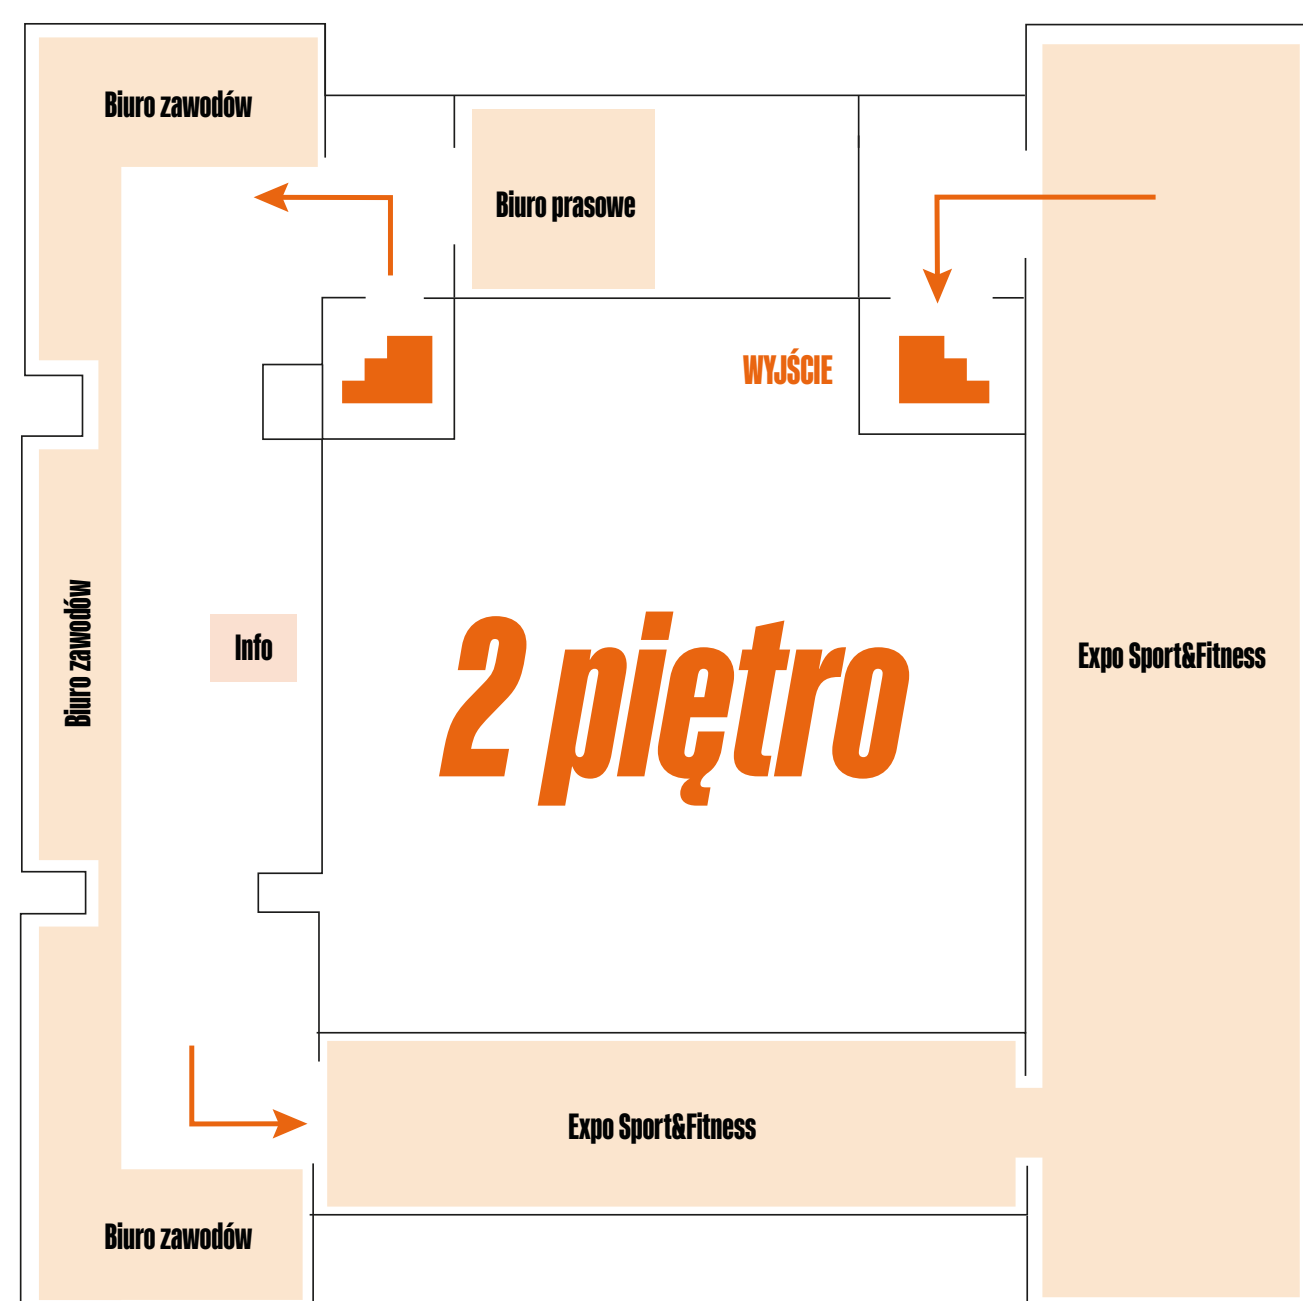 Biuro zawodów
Biuro prasowe
WYJŚCIE
Biuro zawodów
Info
2 piętro
Expo Sport&Fitness
Expo Sport&Fitness
Biuro zawodów